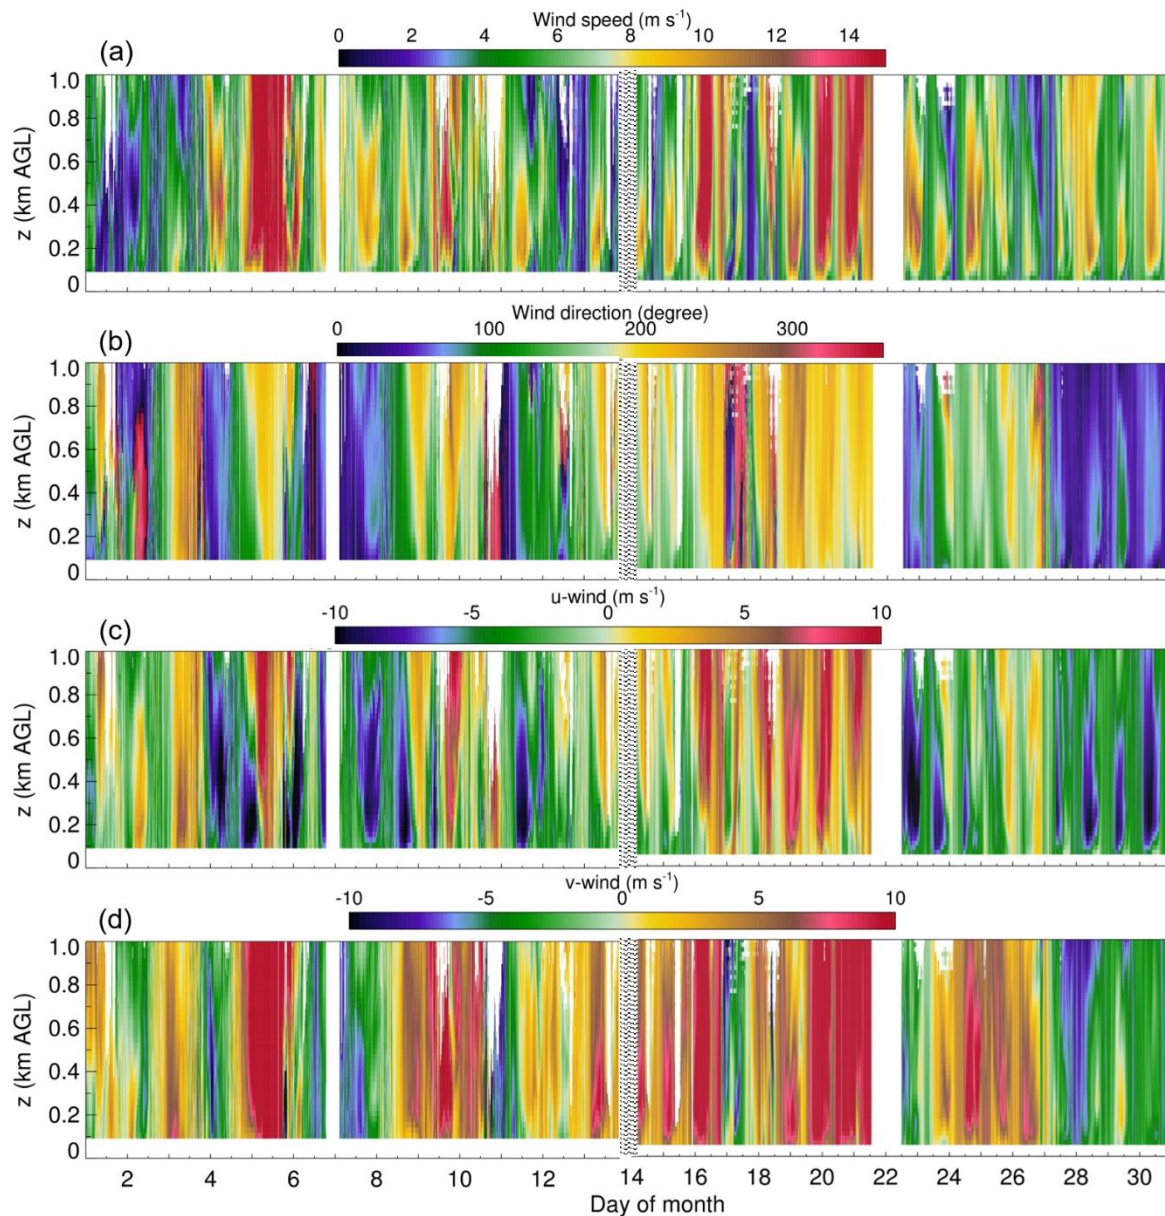 Wind speed (m s⁻¹)
(a)
0 2 4 6 8 10 12 14
1.0
0.8
0.6
0.4
0.2
0
z (km AGL)
Wind direction (degree)
(b)
0 100 200 300
1.0
0.8
0.6
0.4
0.2
0
z (km AGL)
u-wind (m s⁻¹)
(c)
-10 -5 0 5 10
1.0
0.8
0.6
0.4
0.2
0
z (km AGL)
v-wind (m s⁻¹)
(d)
-10 -5 0 5 10
1.0
0.8
0.6
0.4
0.2
0
z (km AGL)
2 4 6 8 10 12 14 16 18 20 22 24 26 28 30
Day of month